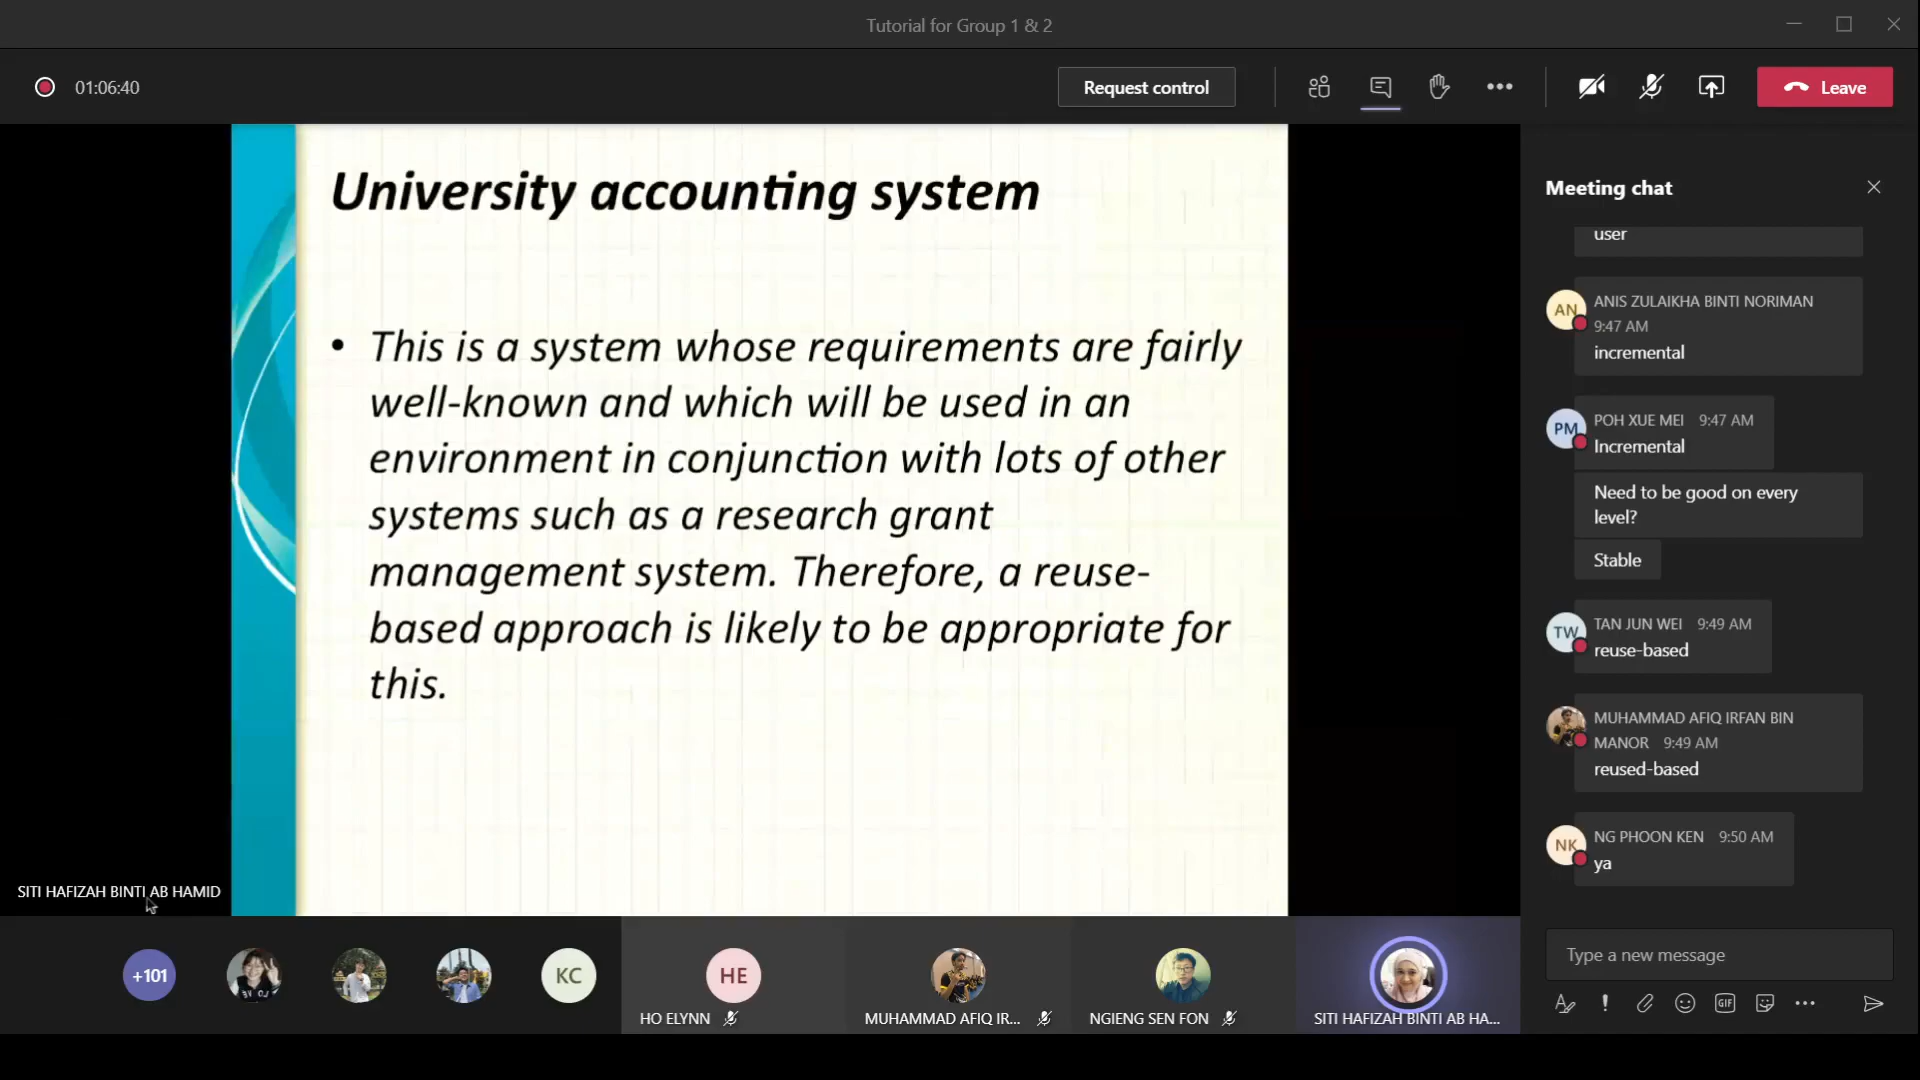 Tutorial for Group 1 & 2
01:06:40
Request control
Leave
University accounting system
• This is a system whose requirements are fairly
well-known and which will be used in an
environment in conjunction with lots of other
systems such as a research grant
management system. Therefore, a reuse-
based approach is likely to be appropriate for
this.
SITI HAFIZAH BINTI AB HAMID
+101
KC
HE
HO ELYNN
MUHAMMAD AFIQ IR...
NGIENG SEN FON
SITI HAFIZAH BINTI AB HA...
Meeting chat
user
AN
ANIS ZULAIKHA BINTI NORIMAN
9:47 AM
incremental
PM
POH XUE MEI 9:47 AM
Incremental
Need to be good on every
level?
Stable
TW
TAN JUN WEI 9:49 AM
reuse-based
MUHAMMAD AFIQ IRFAN BIN
MANOR 9:49 AM
reused-based
NK
NG PHOON KEN 9:50 AM
ya
Type a new message
GIF